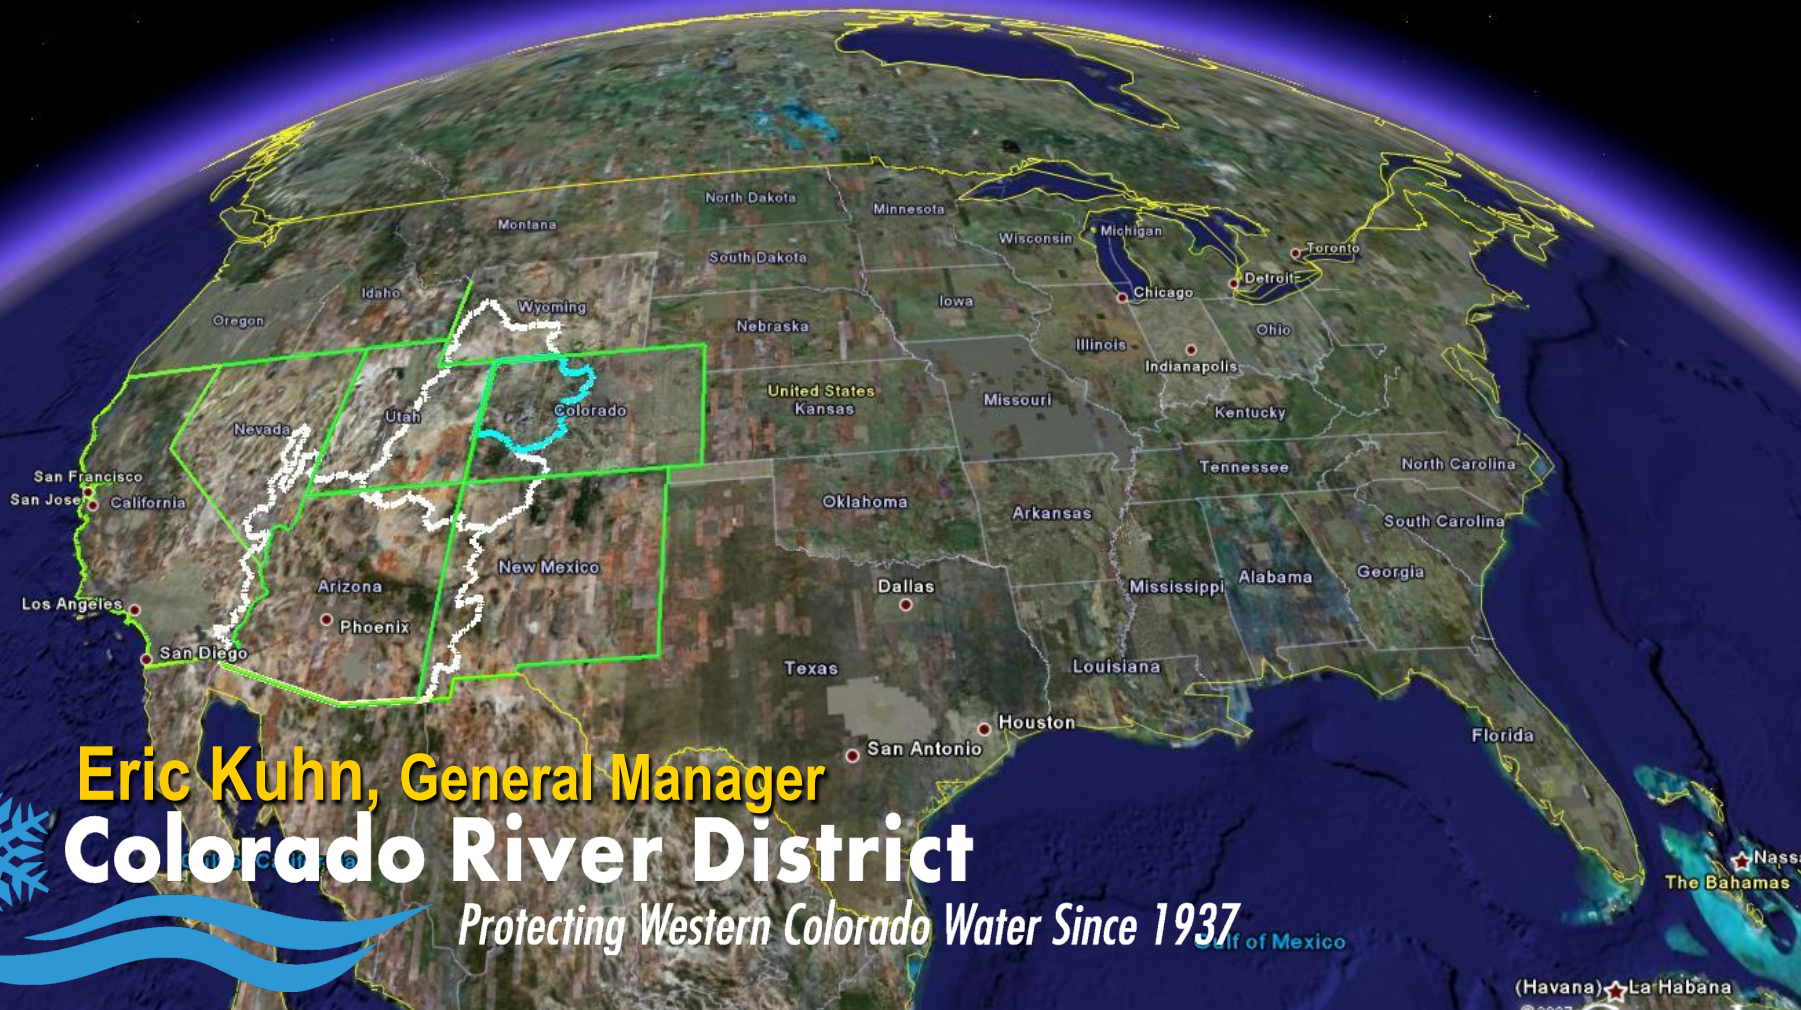 North Dakota
Minnesota
Montana
Wisconsin
Michigan
Toronto
South Dakota
Detroit
Idaho
Wyoming
Chicago
Iowa
Oregon
Nebraska
Ohio
Illinois
Indianapolis
United States
Kansas
Missouri
Colorado
Utah
Kentucky
Nevada
San Francisco
San Jose
California
Tennessee
North Carolina
Oklahoma
Arkansas
South Carolina
New Mexico
Arizona
Dallas
Mississippi
Alabama
Georgia
Los Angeles
Phoenix
San Diego
Texas
Louisiana
Houston
San Antonio
Florida
Eric Kuhn, General Manager
Colorado River District
Protecting Western Colorado Water Since 1937
Gulf of Mexico
Nassa
The Bahamas
(Havana) La Habana